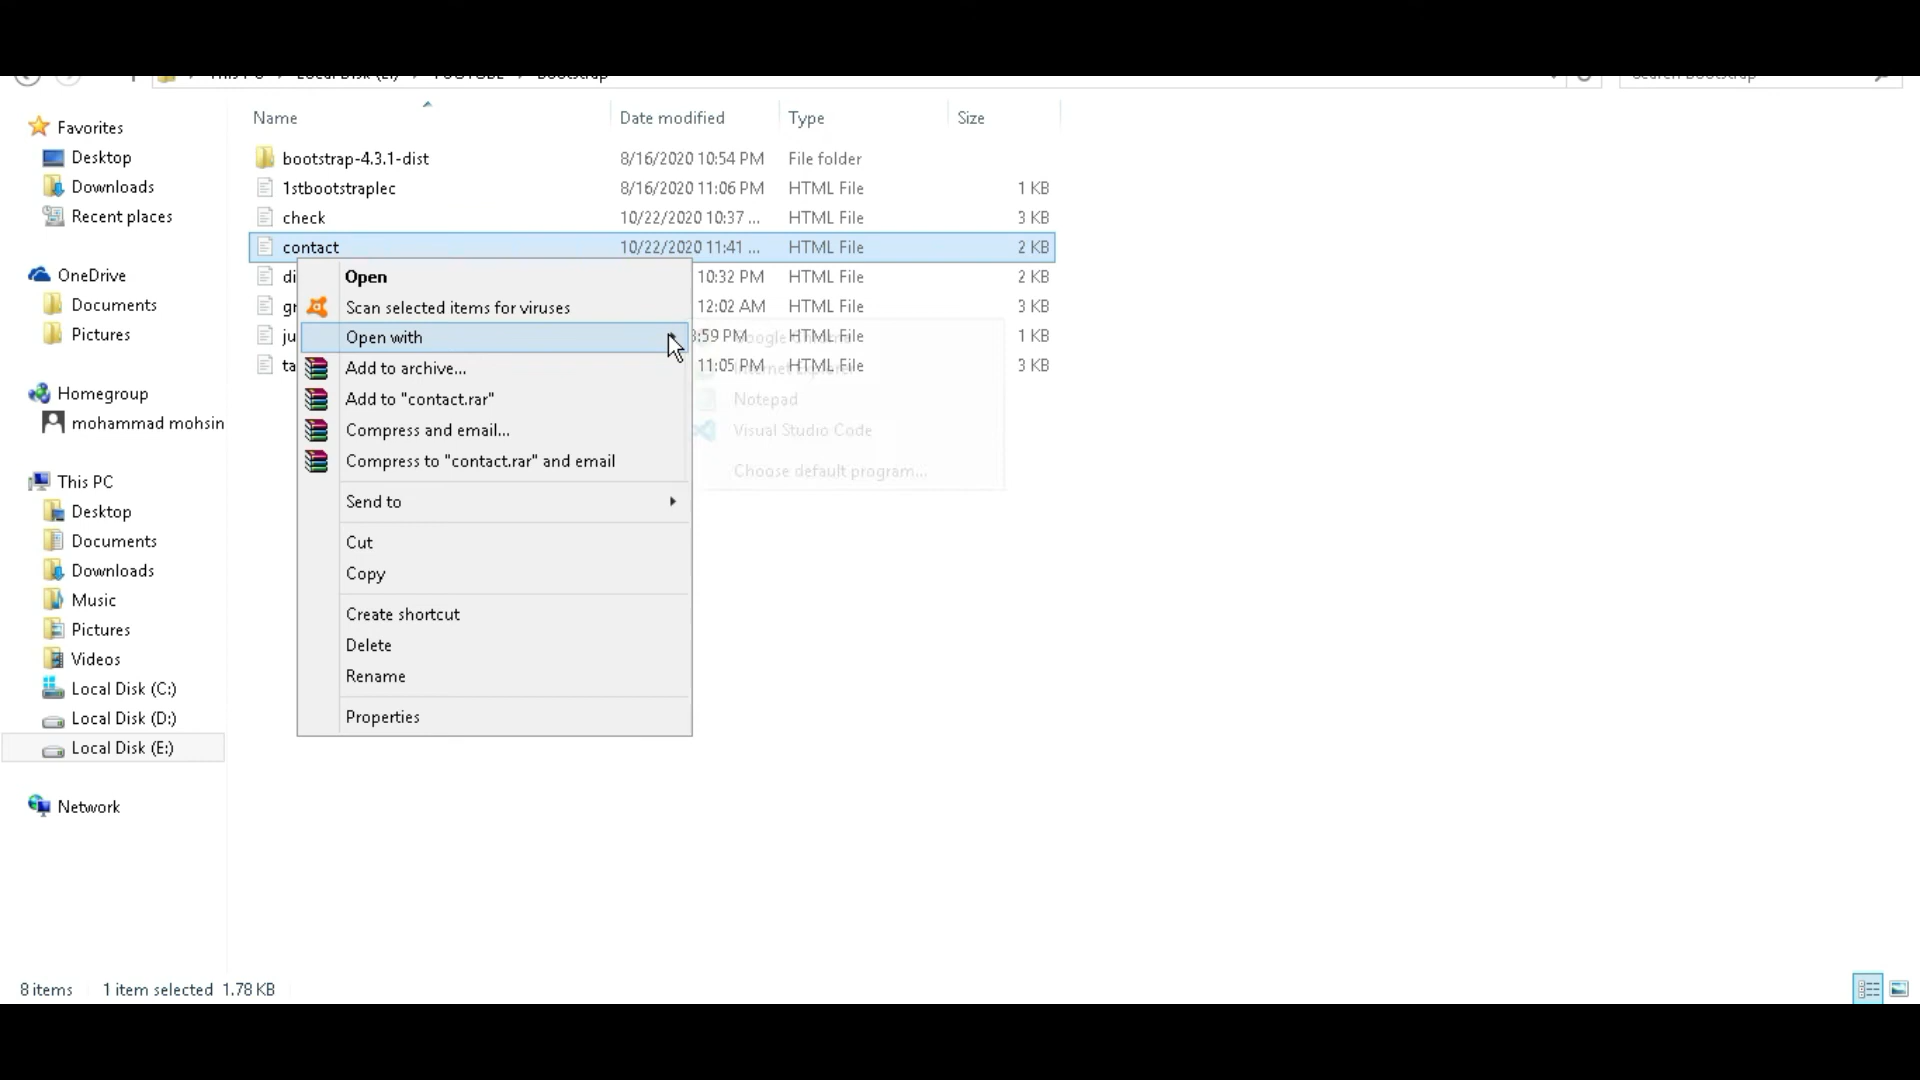 Name Date modified Type Size
Favorites
Desktop
Downloads
Recent places
OneDrive
Documents
Pictures
Homegroup
mohammad mohsin
This PC
Desktop
Documents
Downloads
Music
Pictures
Videos
Local Disk (C:)
Local Disk (D:)
Local Disk (E:)
Network
bootstrap-4.3.1-dist 8/16/2020 10:54 PM File folder
1stbootstraplec 8/16/2020 11:06 PM HTML File 1 KB
check 10/22/2020 10:37 ... HTML File 3 KB
contact 10/22/2020 11:41 ... HTML File 2 KB
di 10:32 PM HTML File 2 KB
12:02 AM HTML File 3 KB
ju :59 PM HTML File 1 KB
ta 11:05 PM HTML File 3 KB
Open
Scan selected items for viruses
Open with
Add to archive...
Add to "contact.rar"
Compress and email...
Compress to "contact.rar" and email
Send to
Cut
Copy
Create shortcut
Delete
Rename
Properties
Notepad
Visual Studio Code
Choose default program...
8 items 1 item selected 1.78 KB